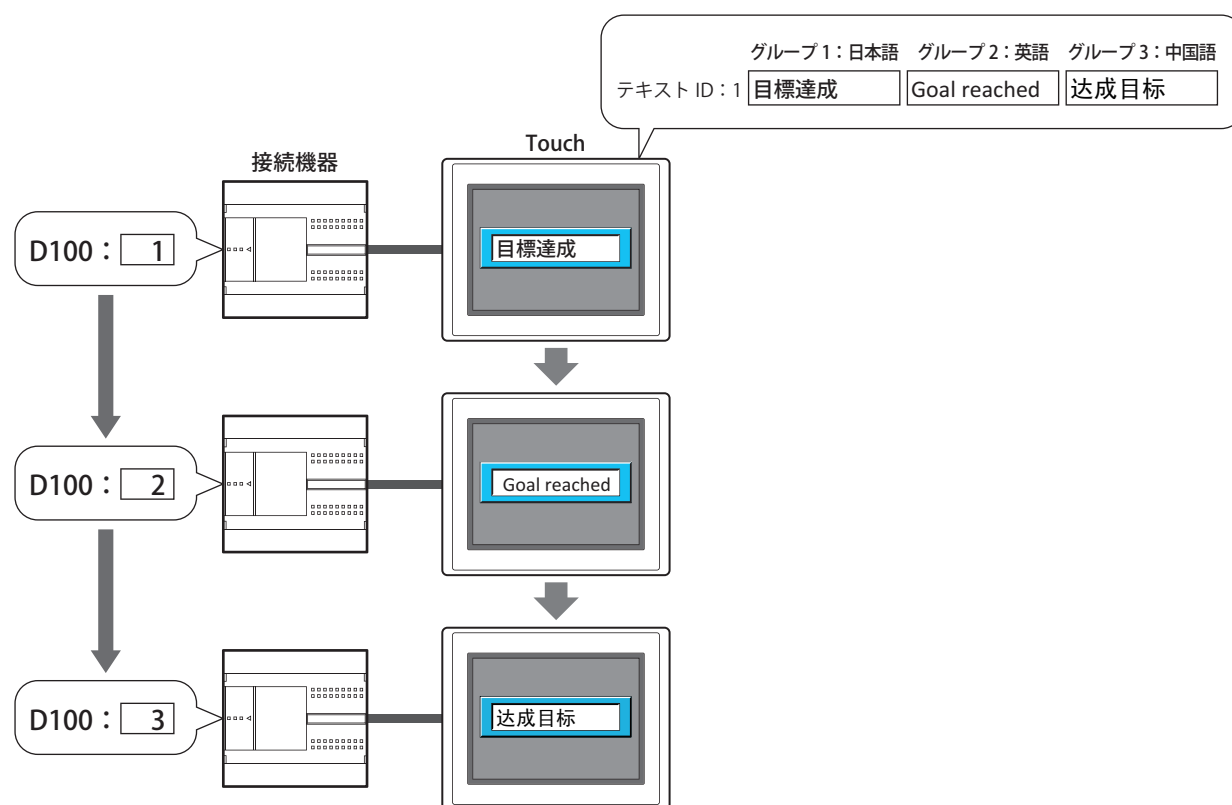 グループ1:日本語 グループ2:英語 グループ3:中国語
テキスト ID:1 目標達成 Goal reached 达成目标
Touch
接続機器
D100: 1
目標達成
D100: 2
Goal reached
D100: 3
达成目标